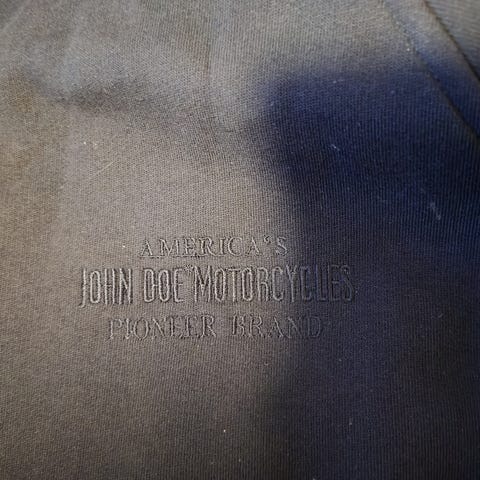 AMERICA'S
JOHN DOE MOTORCYCLES
PIONEER BRAND